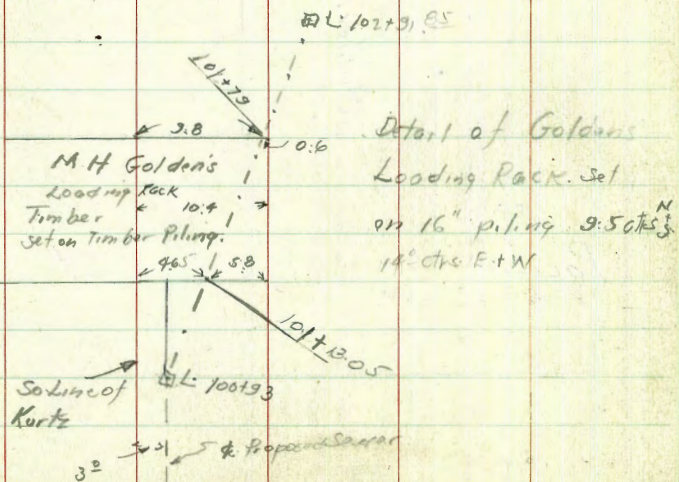 L: 102+91.85
101+79
9.8
0.6
Detail of Goldens
M H Golden's
Loading Rack. Set
Loading Rack
10.4
on 16" piling 9.5 ctrs N & S
Timber
set on Timber Piling.
14° ctrs E + W
4.65 5.8
101+23.05
L: 100+93
So Line of
Kurtz
Proposed Sewer
3°